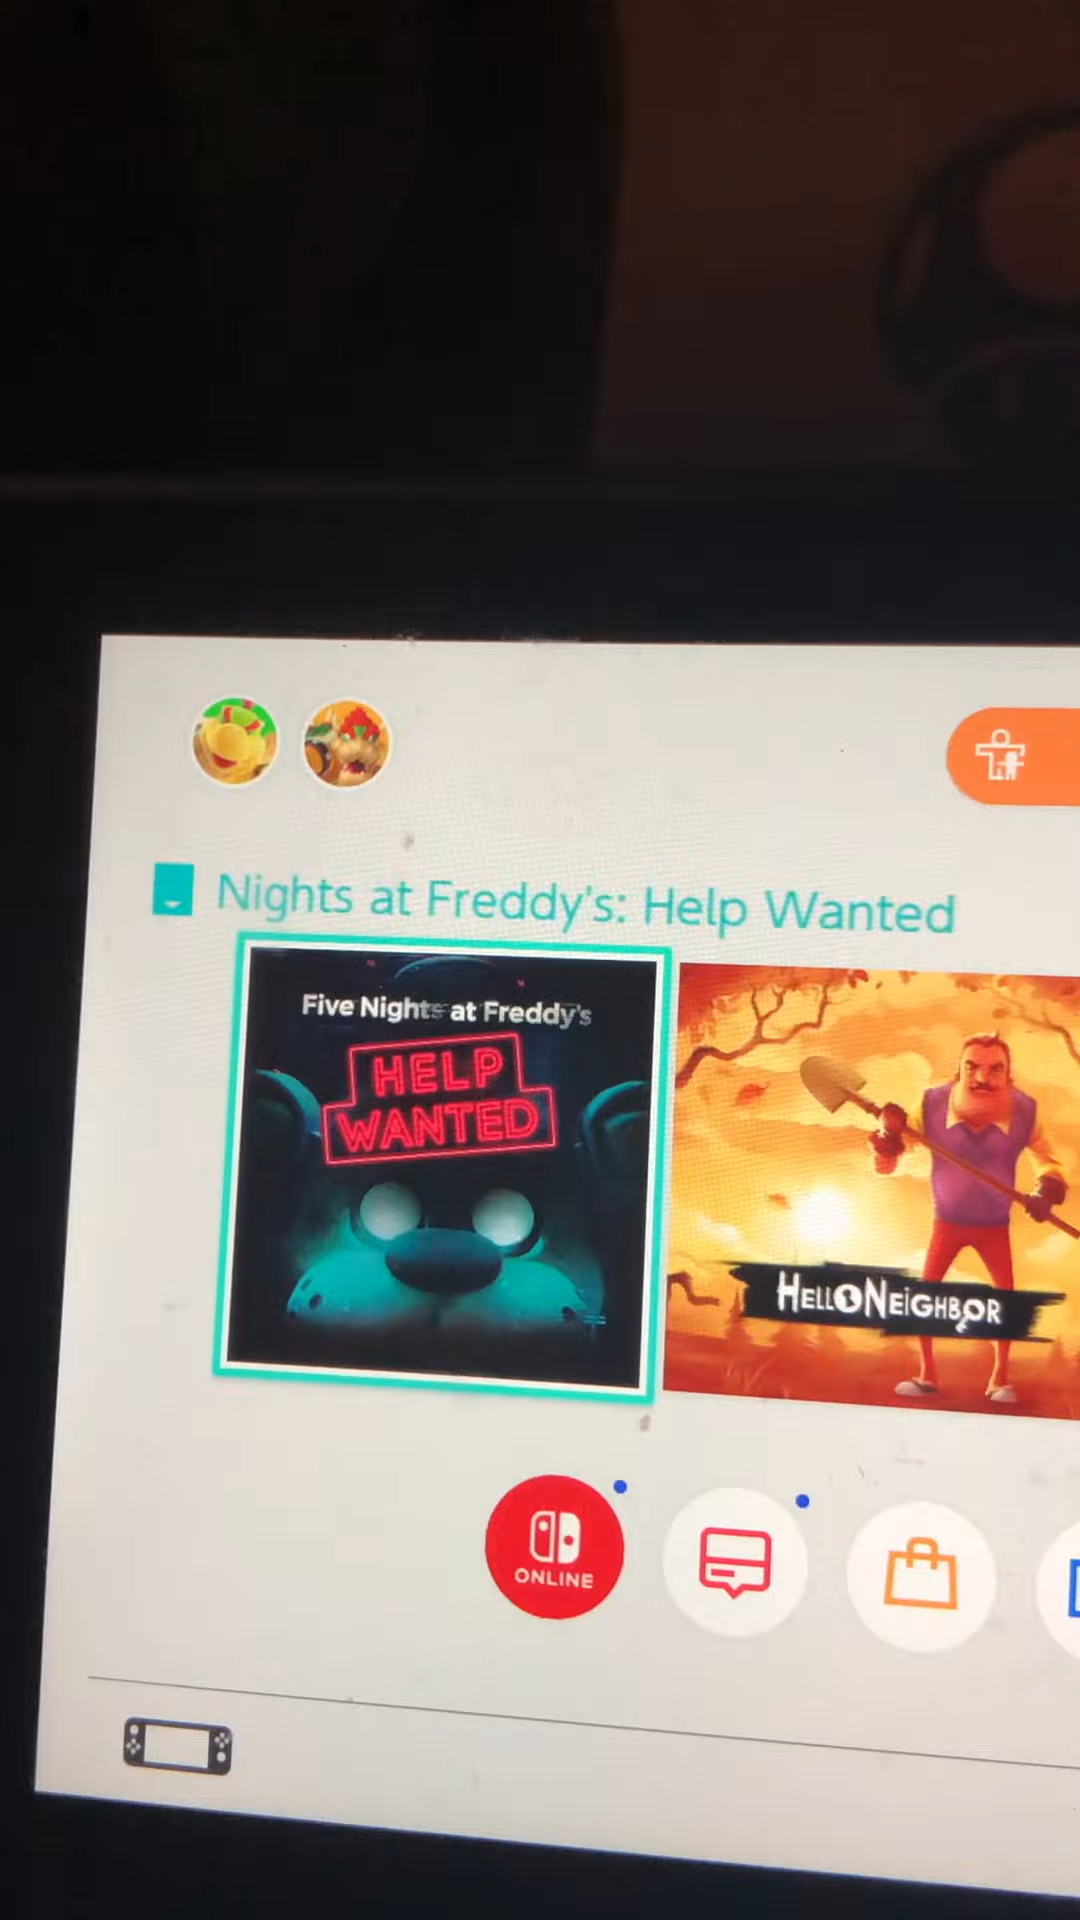 Nights at Freddy's: Help Wanted
Five Nights at Freddy's
HELP
WANTED
HELLO NEIGHBOR
ONLINE